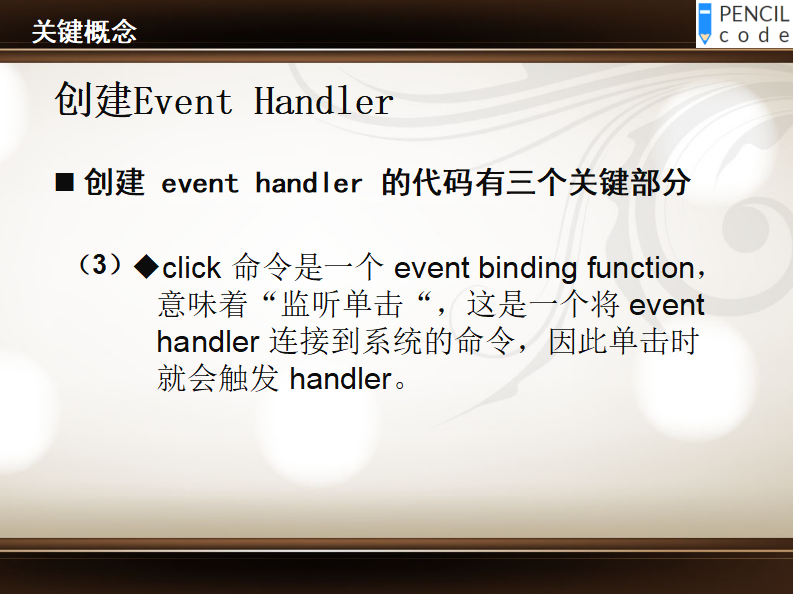 关键概念
PENCIL
code
创建Event Handler
■ 创建 event handler 的代码有三个关键部分
（3）◆click 命令是一个 event binding function，
意味着“监听单击“，这是一个将 event
handler 连接到系统的命令，因此单击时
就会触发 handler。